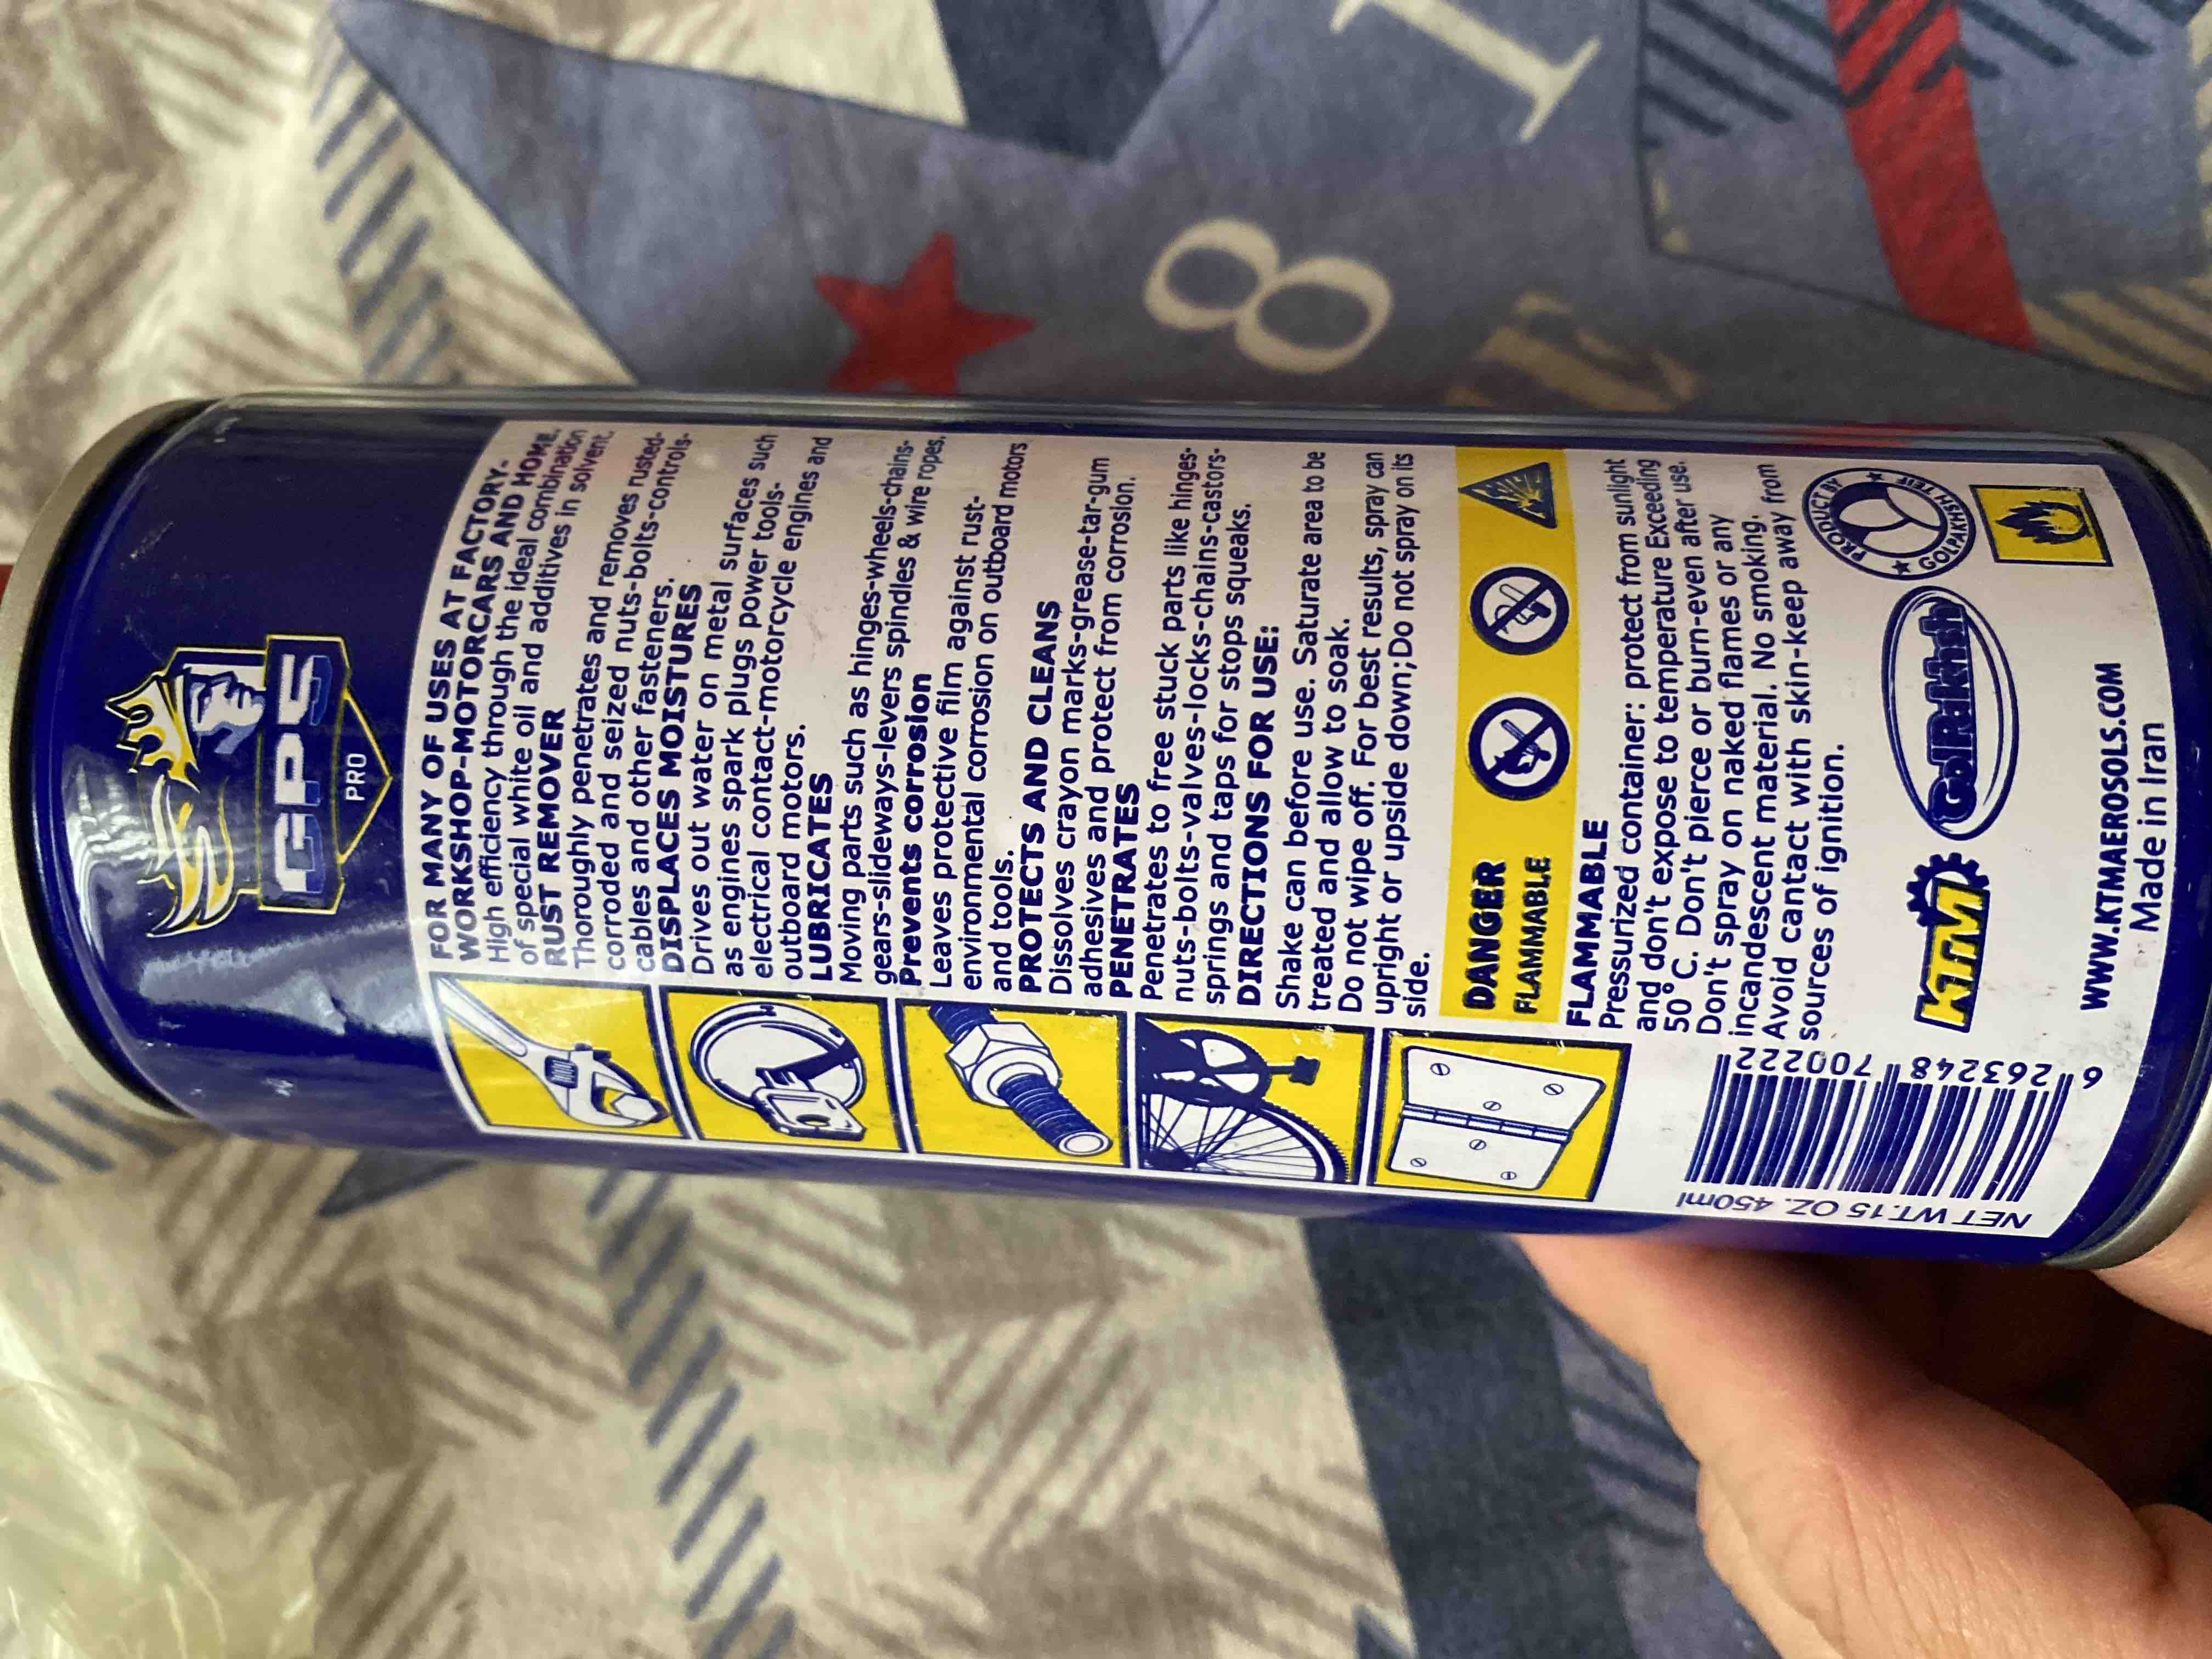 GPS
PRO
FOR MANY OF USES AT FACTORY-
WORKSHOP-MOTORCARS AND HOME.
High efficiency through the ideal combination
of special white oil and additives in solvent.
RUST REMOVER
Thoroughly penetrates and removes rusted-
corroded and seized nuts-bolts-controls-
cables and other fasteners.
DISPLACES MOISTURES
Drives out water on metal surfaces such
as engines spark plugs power tools-
electrical contact-motorcycle engines and
outboard motors.
LUBRICATES
Moving parts such as hinges-wheels-chains-
gears-slideways-levers spindles & wire ropes.
Prevents corrosion
Leaves protective film against rust-
environmental corrosion on outboard motors
and tools.
PROTECTS AND CLEANS
Dissolves crayon marks-grease-tar-gum
adhesives and protect from corrosion.
PENETRATES
Penetrates to free stuck parts like hinges-
nuts-bolts-valves-locks-chains-castors-
springs and taps for stops squeaks.
DIRECTIONS FOR USE:
Shake can before use. Saturate area to be
treated and allow to soak.
Do not wipe off. For best results, spray can
upright or upside down;Do not spray on its
side.
DANGER
FLAMMABLE
FLAMMABLE
Pressurized container: protect from sunlight
and don't expose to temperature Exceeding
50°C. Don't pierce or burn-even after use.
Don't spray on naked flames or any
incandescent material. No smoking,
Avoid cantact with skin-keep away from
sources of ignition.
NET WT.15 OZ. 450ml
6 263248 700222
KTM
GolRakhsh
PRODUCT BY
GOLPAKHSH TEIF
WWW.KTMAEROSOLS.COM
Made in Iran
8
1